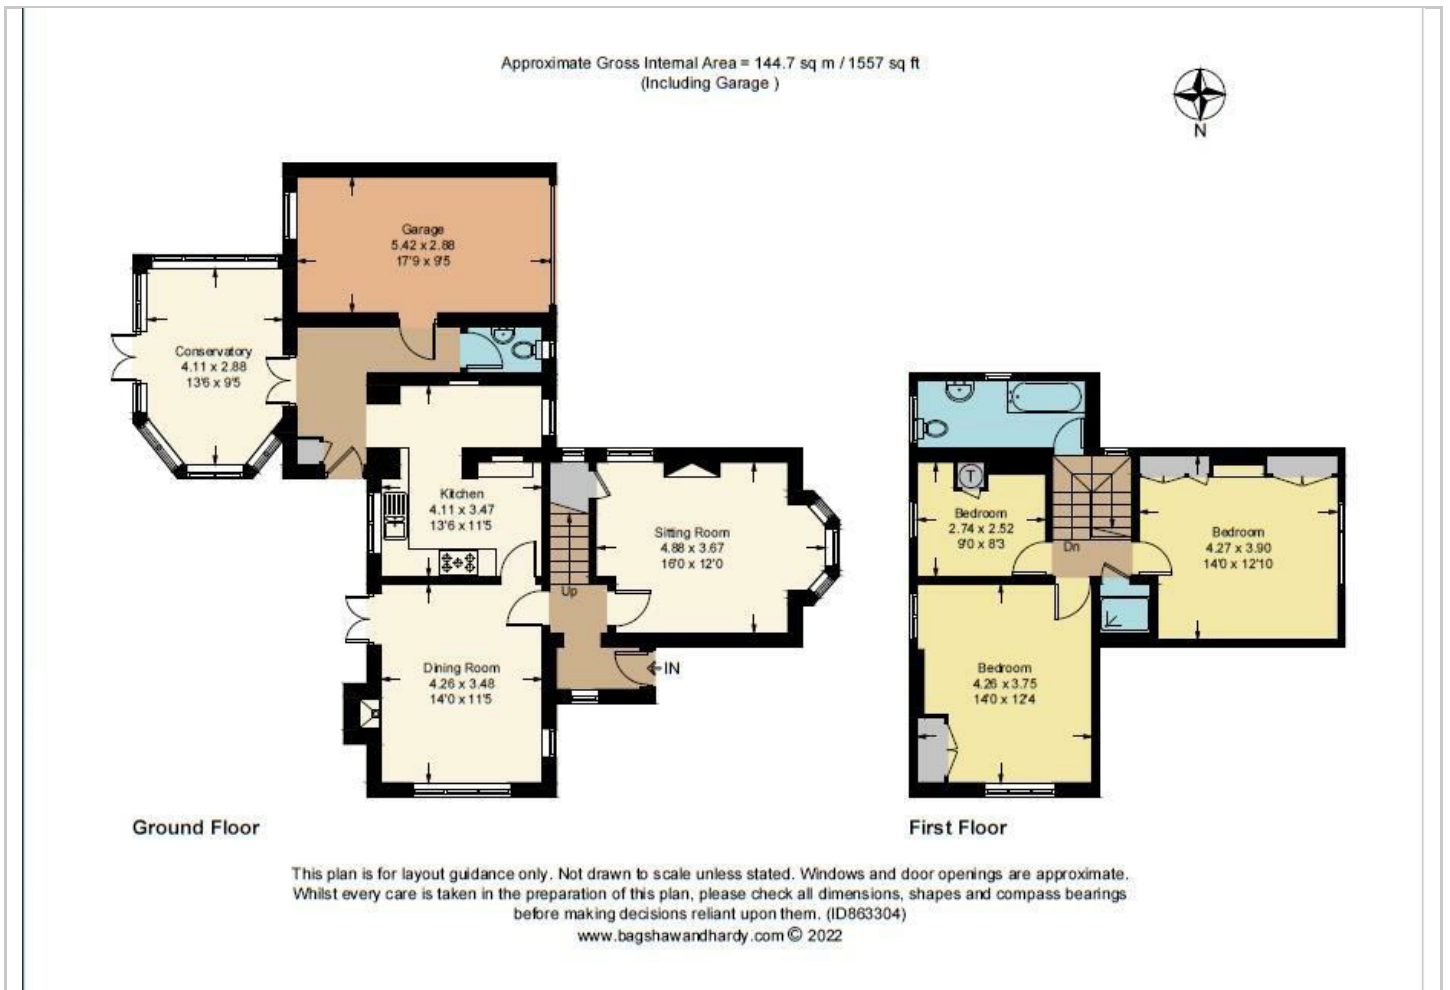 Approximate Gross Internal Area = 144.7 sq m / 1557 sq ft
(Including Garage )
N
Garage
5.42 x 2.88
17'9 x 9'5
Conservatory
4.11 x 2.88
13'6 x 9'5
Kitchen
4.11 x 3.47
13'6 x 11'5
Sitting Room
4.88 x 3.67
16'0 x 12'0
Up
IN
Dining Room
4.26 x 3.48
14'0 x 11'5
Ground Floor
T
Bedroom
2.74 x 2.52
9'0 x 8'3
Dn
Bedroom
4.27 x 3.90
14'0 x 12'10
Bedroom
4.26 x 3.75
14'0 x 12'4
First Floor
This plan is for layout guidance only. Not drawn to scale unless stated. Windows and door openings are approximate.
Whilst every care is taken in the preparation of this plan, please check all dimensions, shapes and compass bearings
before making decisions reliant upon them. (ID863304)
www.bagshawandhardy.com © 2022